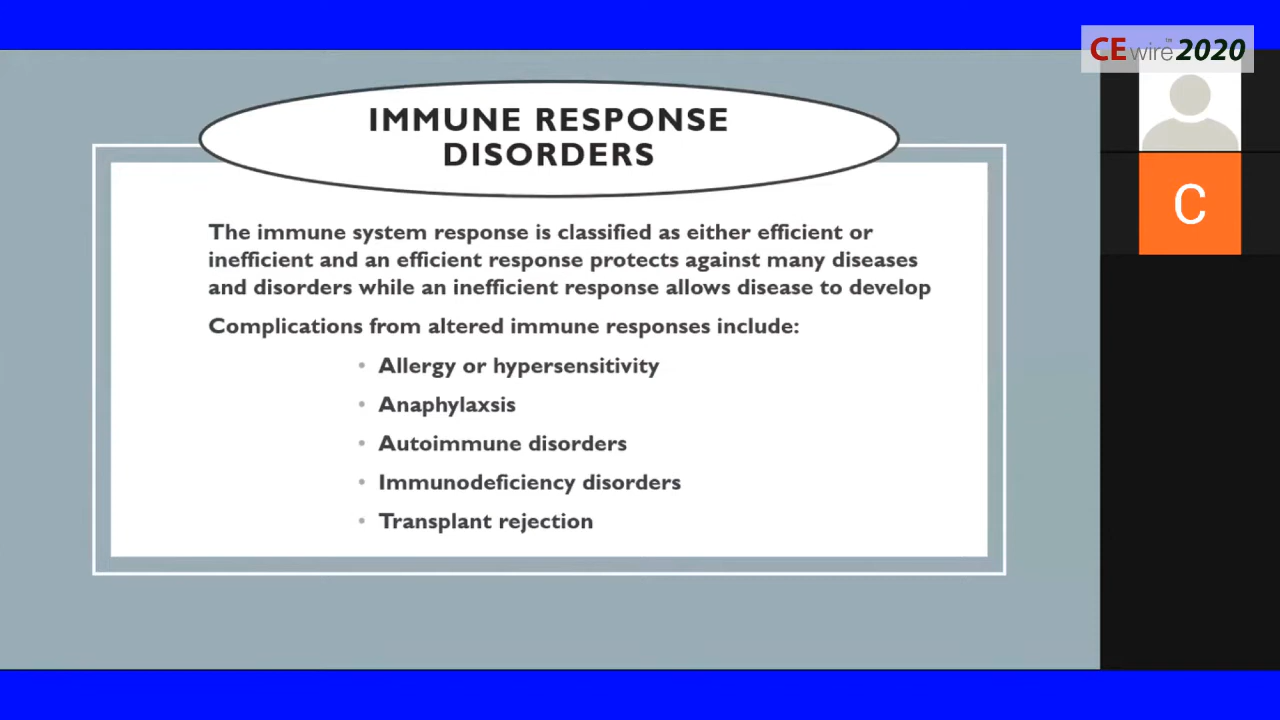 CEwire™2020
IMMUNE RESPONSE
DISORDERS
The immune system response is classified as either efficient or
inefficient and an efficient response protects against many diseases
and disorders while an inefficient response allows disease to develop
Complications from altered immune responses include:
• Allergy or hypersensitivity
• Anaphylaxsis
• Autoimmune disorders
• Immunodeficiency disorders
• Transplant rejection
C